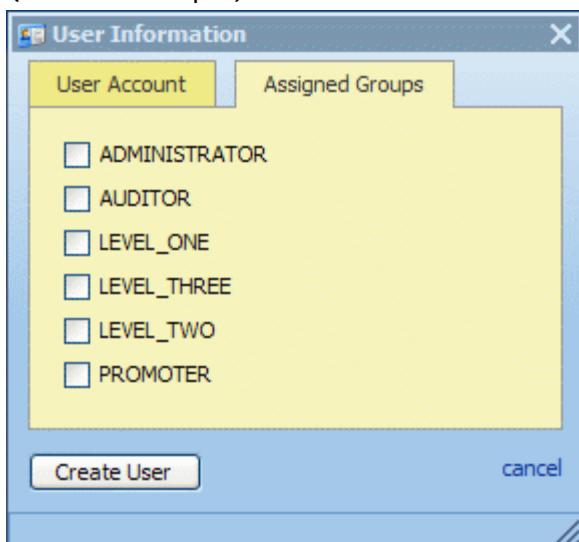 User Information
User Account Assigned Groups
ADMINISTRATOR
AUDITOR
LEVEL_ONE
LEVEL_THREE
LEVEL_TWO
PROMOTER
Create User cancel